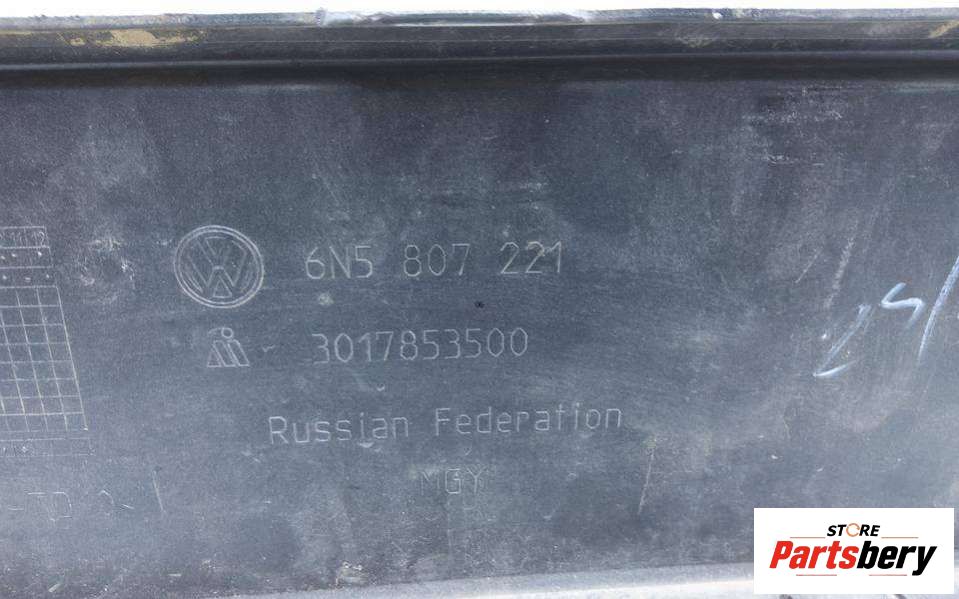 6N5 807 221
3017853500
Russian Federation
MGY
STORE
Partsbery